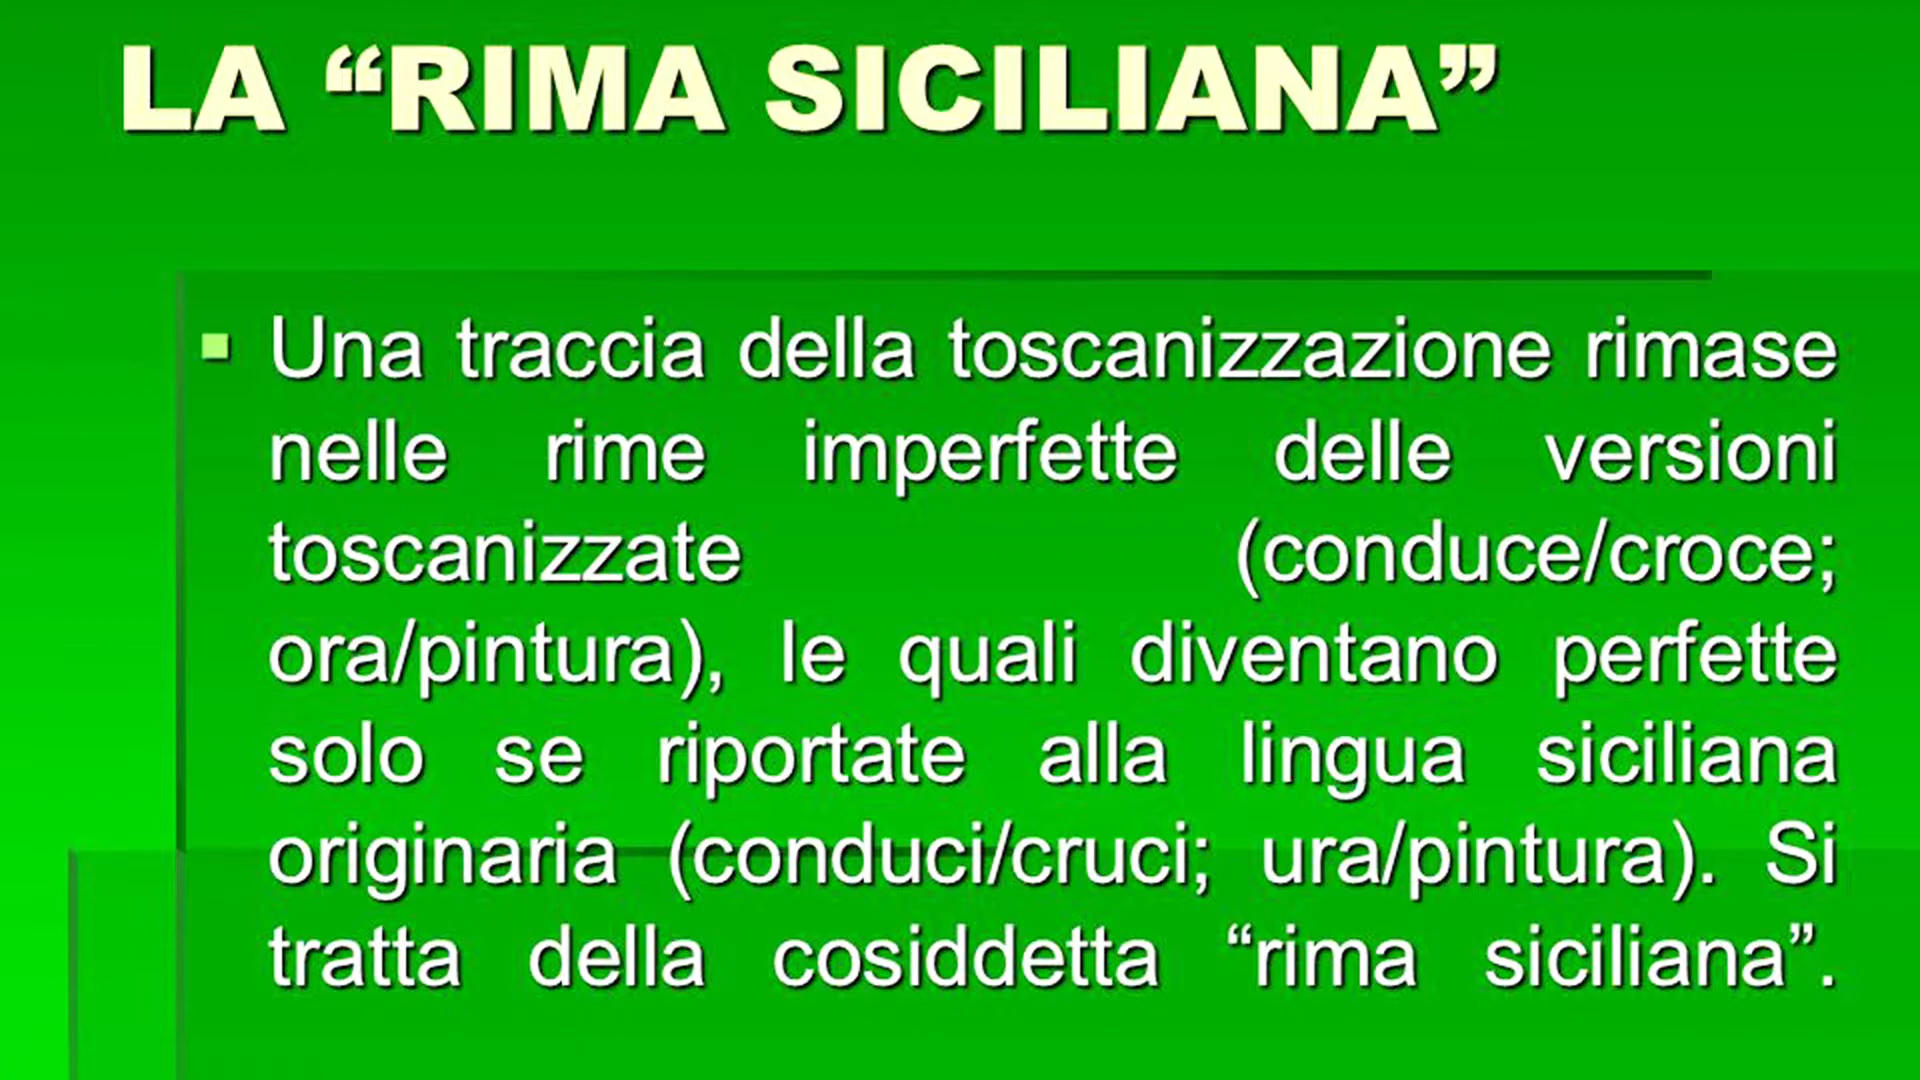 LA “RIMA SICILIANA”
Una traccia della toscanizzazione rimase
nelle rime imperfette delle versioni
toscanizzate (conduce/croce;
ora/pintura), le quali diventano perfette
solo se riportate alla lingua siciliana
originaria (conduci/cruci; ura/pintura). Si
tratta della cosiddetta “rima siciliana”.